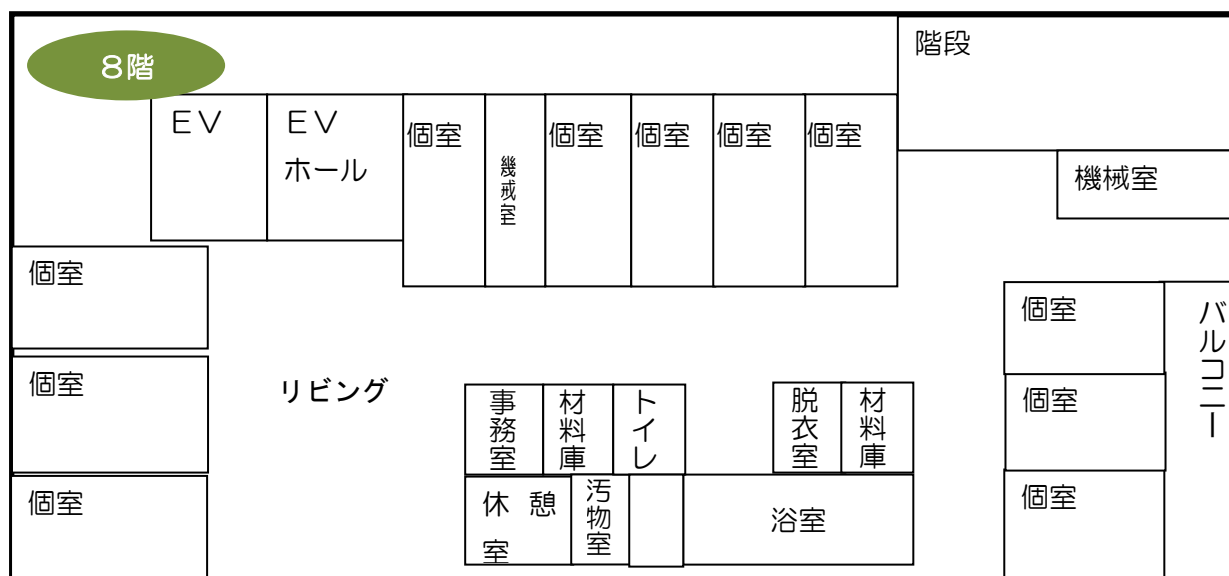 ８階
階段
ＥＶ
ＥＶ
ホール
個室
機械室
個室
個室
個室
個室
機械室
個室
個室
バルコニー
個室
リビング
個室
事務室
材料庫
トイレ
脱衣室
材料庫
個室
休憩
室
汚物室
浴室
個室